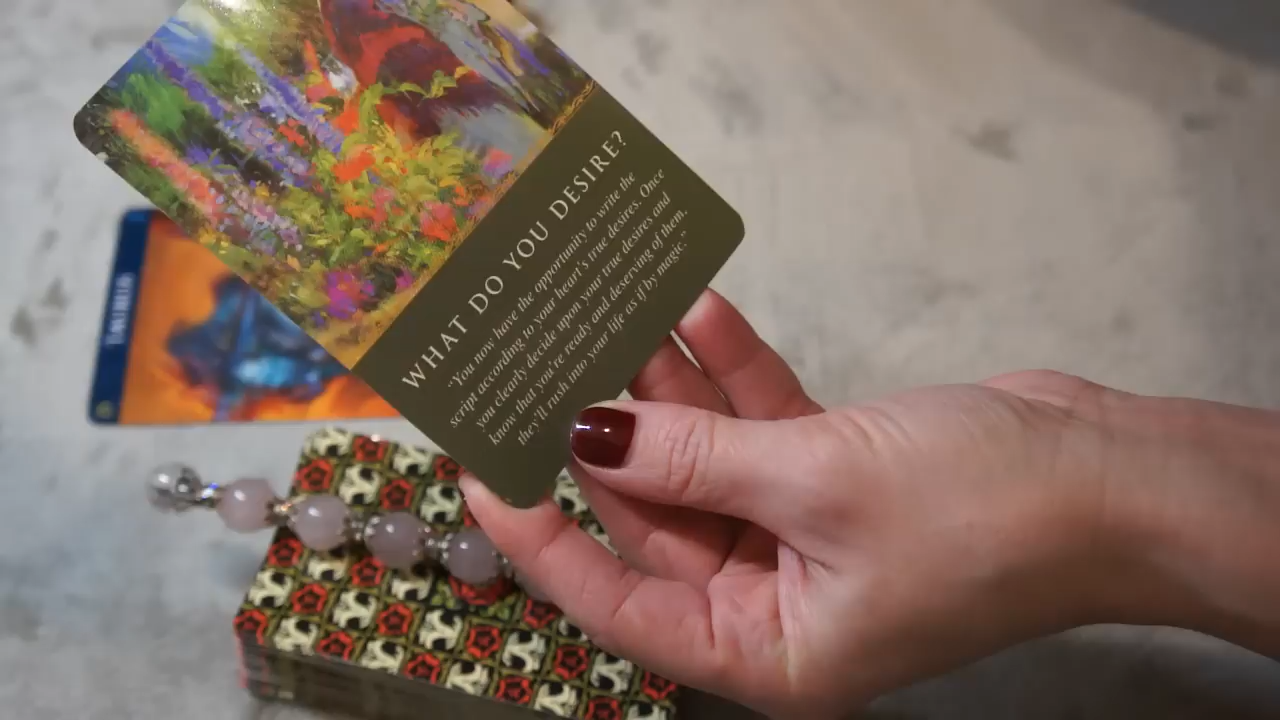 WHAT DO YOU DESIRE?
"You now have the opportunity to write the
script according to your heart's true desires. Once
you clearly decide upon your true desires and
know that you're ready and deserving of them,
they'll rush into your life as if by magic."